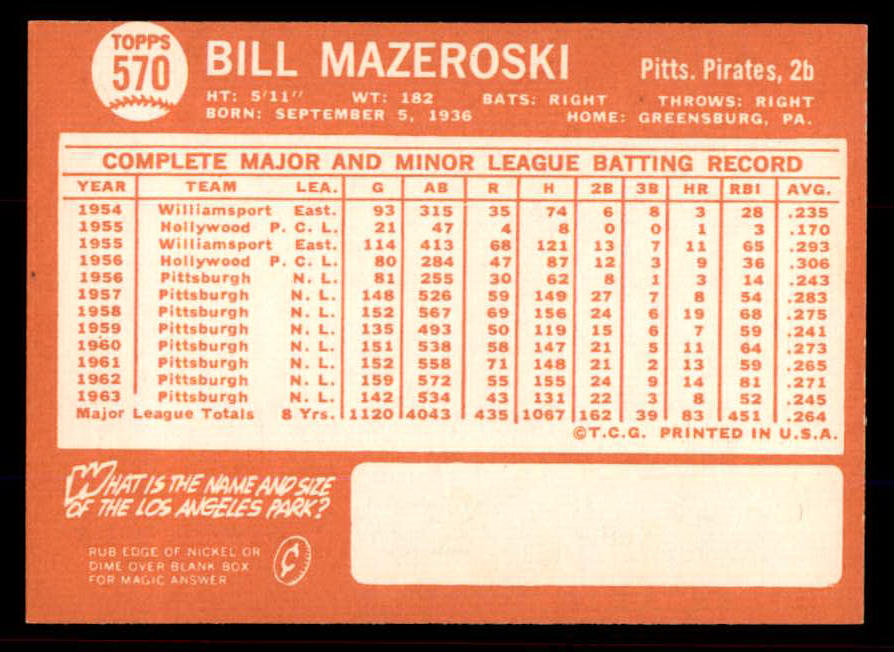 TOPPS
570
BILL MAZEROSKI
Pitts. Pirates, 2b
HT: 5'11" WT: 182 BATS: RIGHT THROWS: RIGHT
BORN: SEPTEMBER 5, 1936 HOME: GREENSBURG, PA.
COMPLETE MAJOR AND MINOR LEAGUE BATTING RECORD
YEAR TEAM LEA. G AB R H 2B 3B HR RBI AVG.
1954 Williamsport East. 93 315 35 74 6 8 3 28 .235
1955 Hollywood P. C. L. 21 47 4 8 0 0 1 3 .170
1955 Williamsport East. 114 413 68 121 13 7 11 65 .293
1956 Hollywood P. C. L. 80 284 47 87 12 3 9 36 .306
1956 Pittsburgh N. L. 81 255 30 62 8 1 3 14 .243
1957 Pittsburgh N. L. 148 526 59 149 27 7 8 54 .283
1958 Pittsburgh N. L. 152 567 69 156 24 6 19 68 .275
1959 Pittsburgh N. L. 135 493 50 119 15 6 7 59 .241
1960 Pittsburgh N. L. 151 538 58 147 21 5 11 64 .273
1961 Pittsburgh N. L. 152 558 71 148 21 2 13 59 .265
1962 Pittsburgh N. L. 159 572 55 155 24 9 14 81 .271
1963 Pittsburgh N. L. 142 534 43 131 22 3 8 52 .245
Major League Totals 8 Yrs. 1120 4043 435 1067 162 39 83 451 .264
©T.C.G. PRINTED IN U.S.A.
WHAT IS THE NAME AND SIZE
OF THE LOS ANGELES PARK?
RUB EDGE OF NICKEL OR
DIME OVER BLANK BOX
FOR MAGIC ANSWER
¢